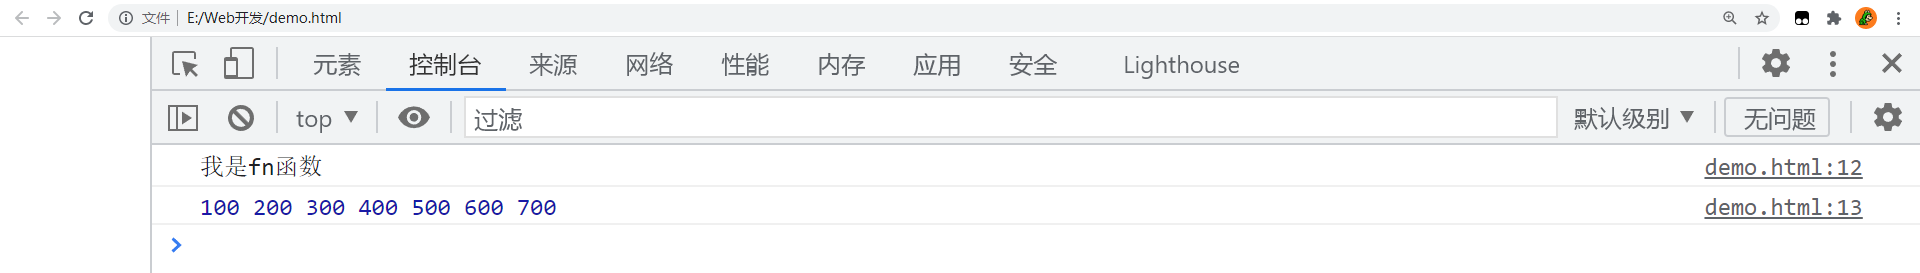 文件 E:/Web开发/demo.html
元素 控制台 来源 网络 性能 内存 应用 安全 Lighthouse
top 过滤 默认级别 无问题
我是fn函数 demo.html:12
100 200 300 400 500 600 700 demo.html:13